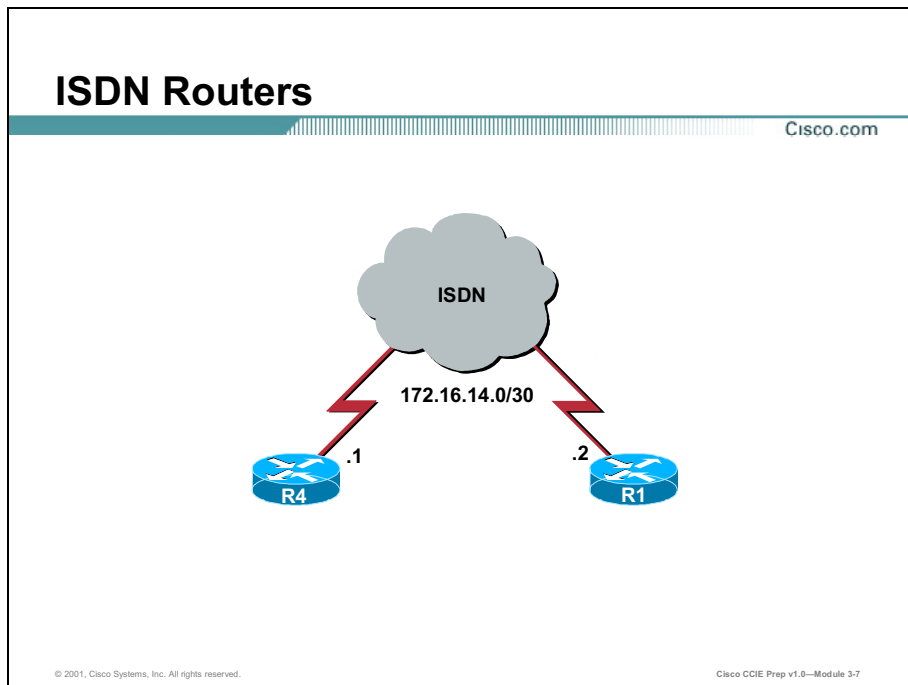 ISDN Routers
Cisco.com
ISDN
172.16.14.0/30
.1
.2
R4
R1
© 2001, Cisco Systems, Inc. All rights reserved.
Cisco CCIE Prep v1.0—Module 3-7